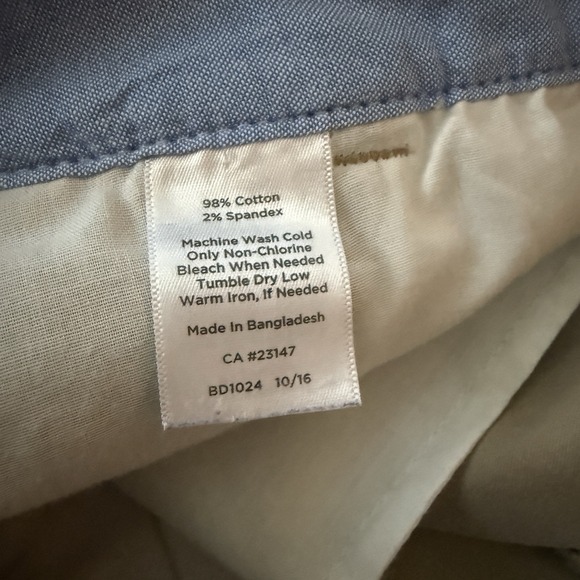 98% Cotton
2% Spandex
Machine Wash Cold
Only Non-Chlorine
Bleach When Needed
Tumble Dry Low
Warm Iron, If Needed
Made In Bangladesh
CA #23147
BD1024 10/16